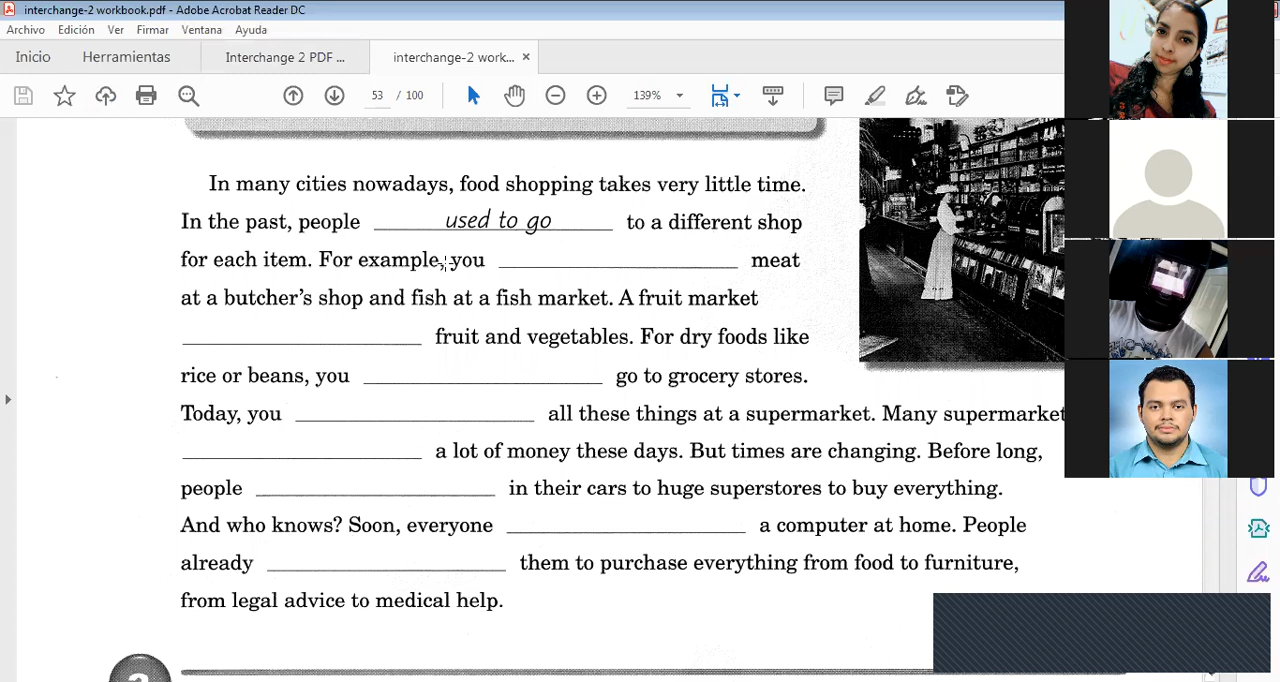 interchange-2 workbook.pdf - Adobe Acrobat Reader DC
Archivo Edición Ver Firmar Ventana Ayuda
Inicio Herramientas Interchange 2 PDF ... interchange-2 work... ×
53 / 100 139%
In many cities nowadays, food shopping takes very little time.
In the past, people used to go to a different shop
for each item. For example, you meat
at a butcher's shop and fish at a fish market. A fruit market
fruit and vegetables. For dry foods like
rice or beans, you go to grocery stores.
Today, you all these things at a supermarket. Many supermarket
a lot of money these days. But times are changing. Before long,
people in their cars to huge superstores to buy everything.
And who knows? Soon, everyone a computer at home. People
already them to purchase everything from food to furniture,
from legal advice to medical help.